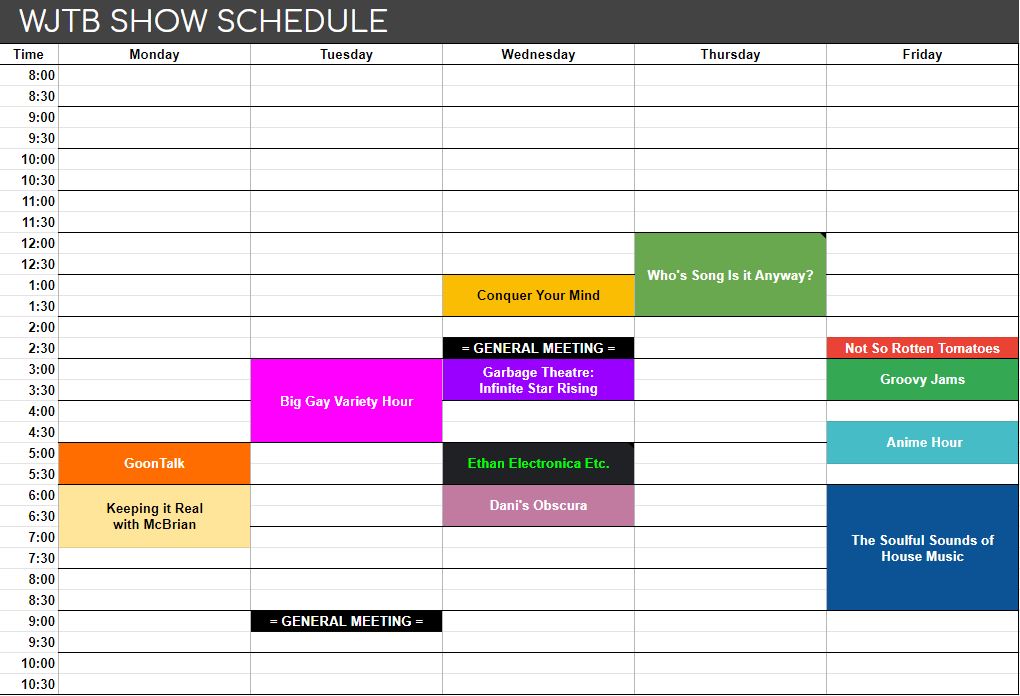 WJTB SHOW SCHEDULE
Time Monday Tuesday Wednesday Thursday Friday
8:00
8:30
9:00
9:30
10:00
10:30
11:00
11:30
12:00
12:30 Who's Song Is it Anyway?
1:00 Conquer Your Mind
1:30
2:00
2:30 = GENERAL MEETING = Not So Rotten Tomatoes
3:00 Garbage Theatre: Groovy Jams
3:30 Infinite Star Rising
4:00 Big Gay Variety Hour
4:30 Anime Hour
5:00 GoonTalk Ethan Electronica Etc.
5:30
6:00 Keeping it Real Dani's Obscura
6:30 with McBrian
7:00 The Soulful Sounds of
7:30 House Music
8:00
8:30
9:00 = GENERAL MEETING =
9:30
10:00
10:30